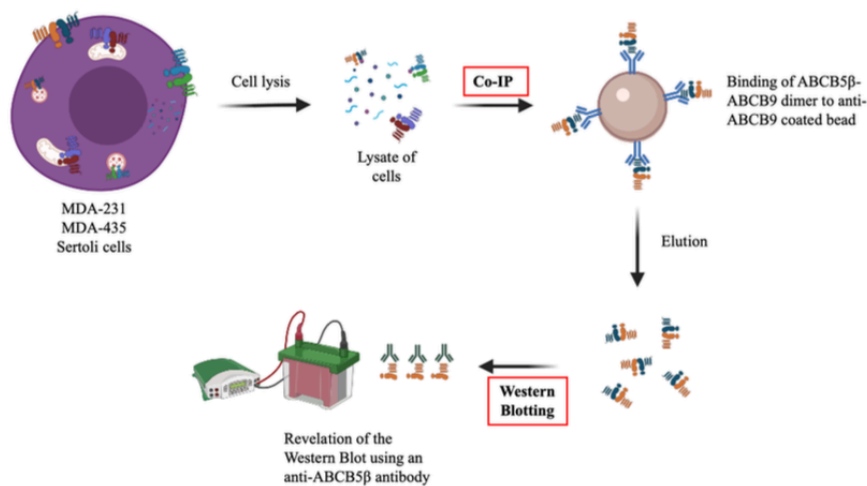 Cell lysis
Co-IP
Binding of ABCB5β-
ABCB9 dimer to anti-
ABCB9 coated bead
Lysate of
cells
MDA-231
MDA-435
Sertoli cells
Elution
Western
Blotting
Revelation of the
Western Blot using an
anti-ABCB5β antibody